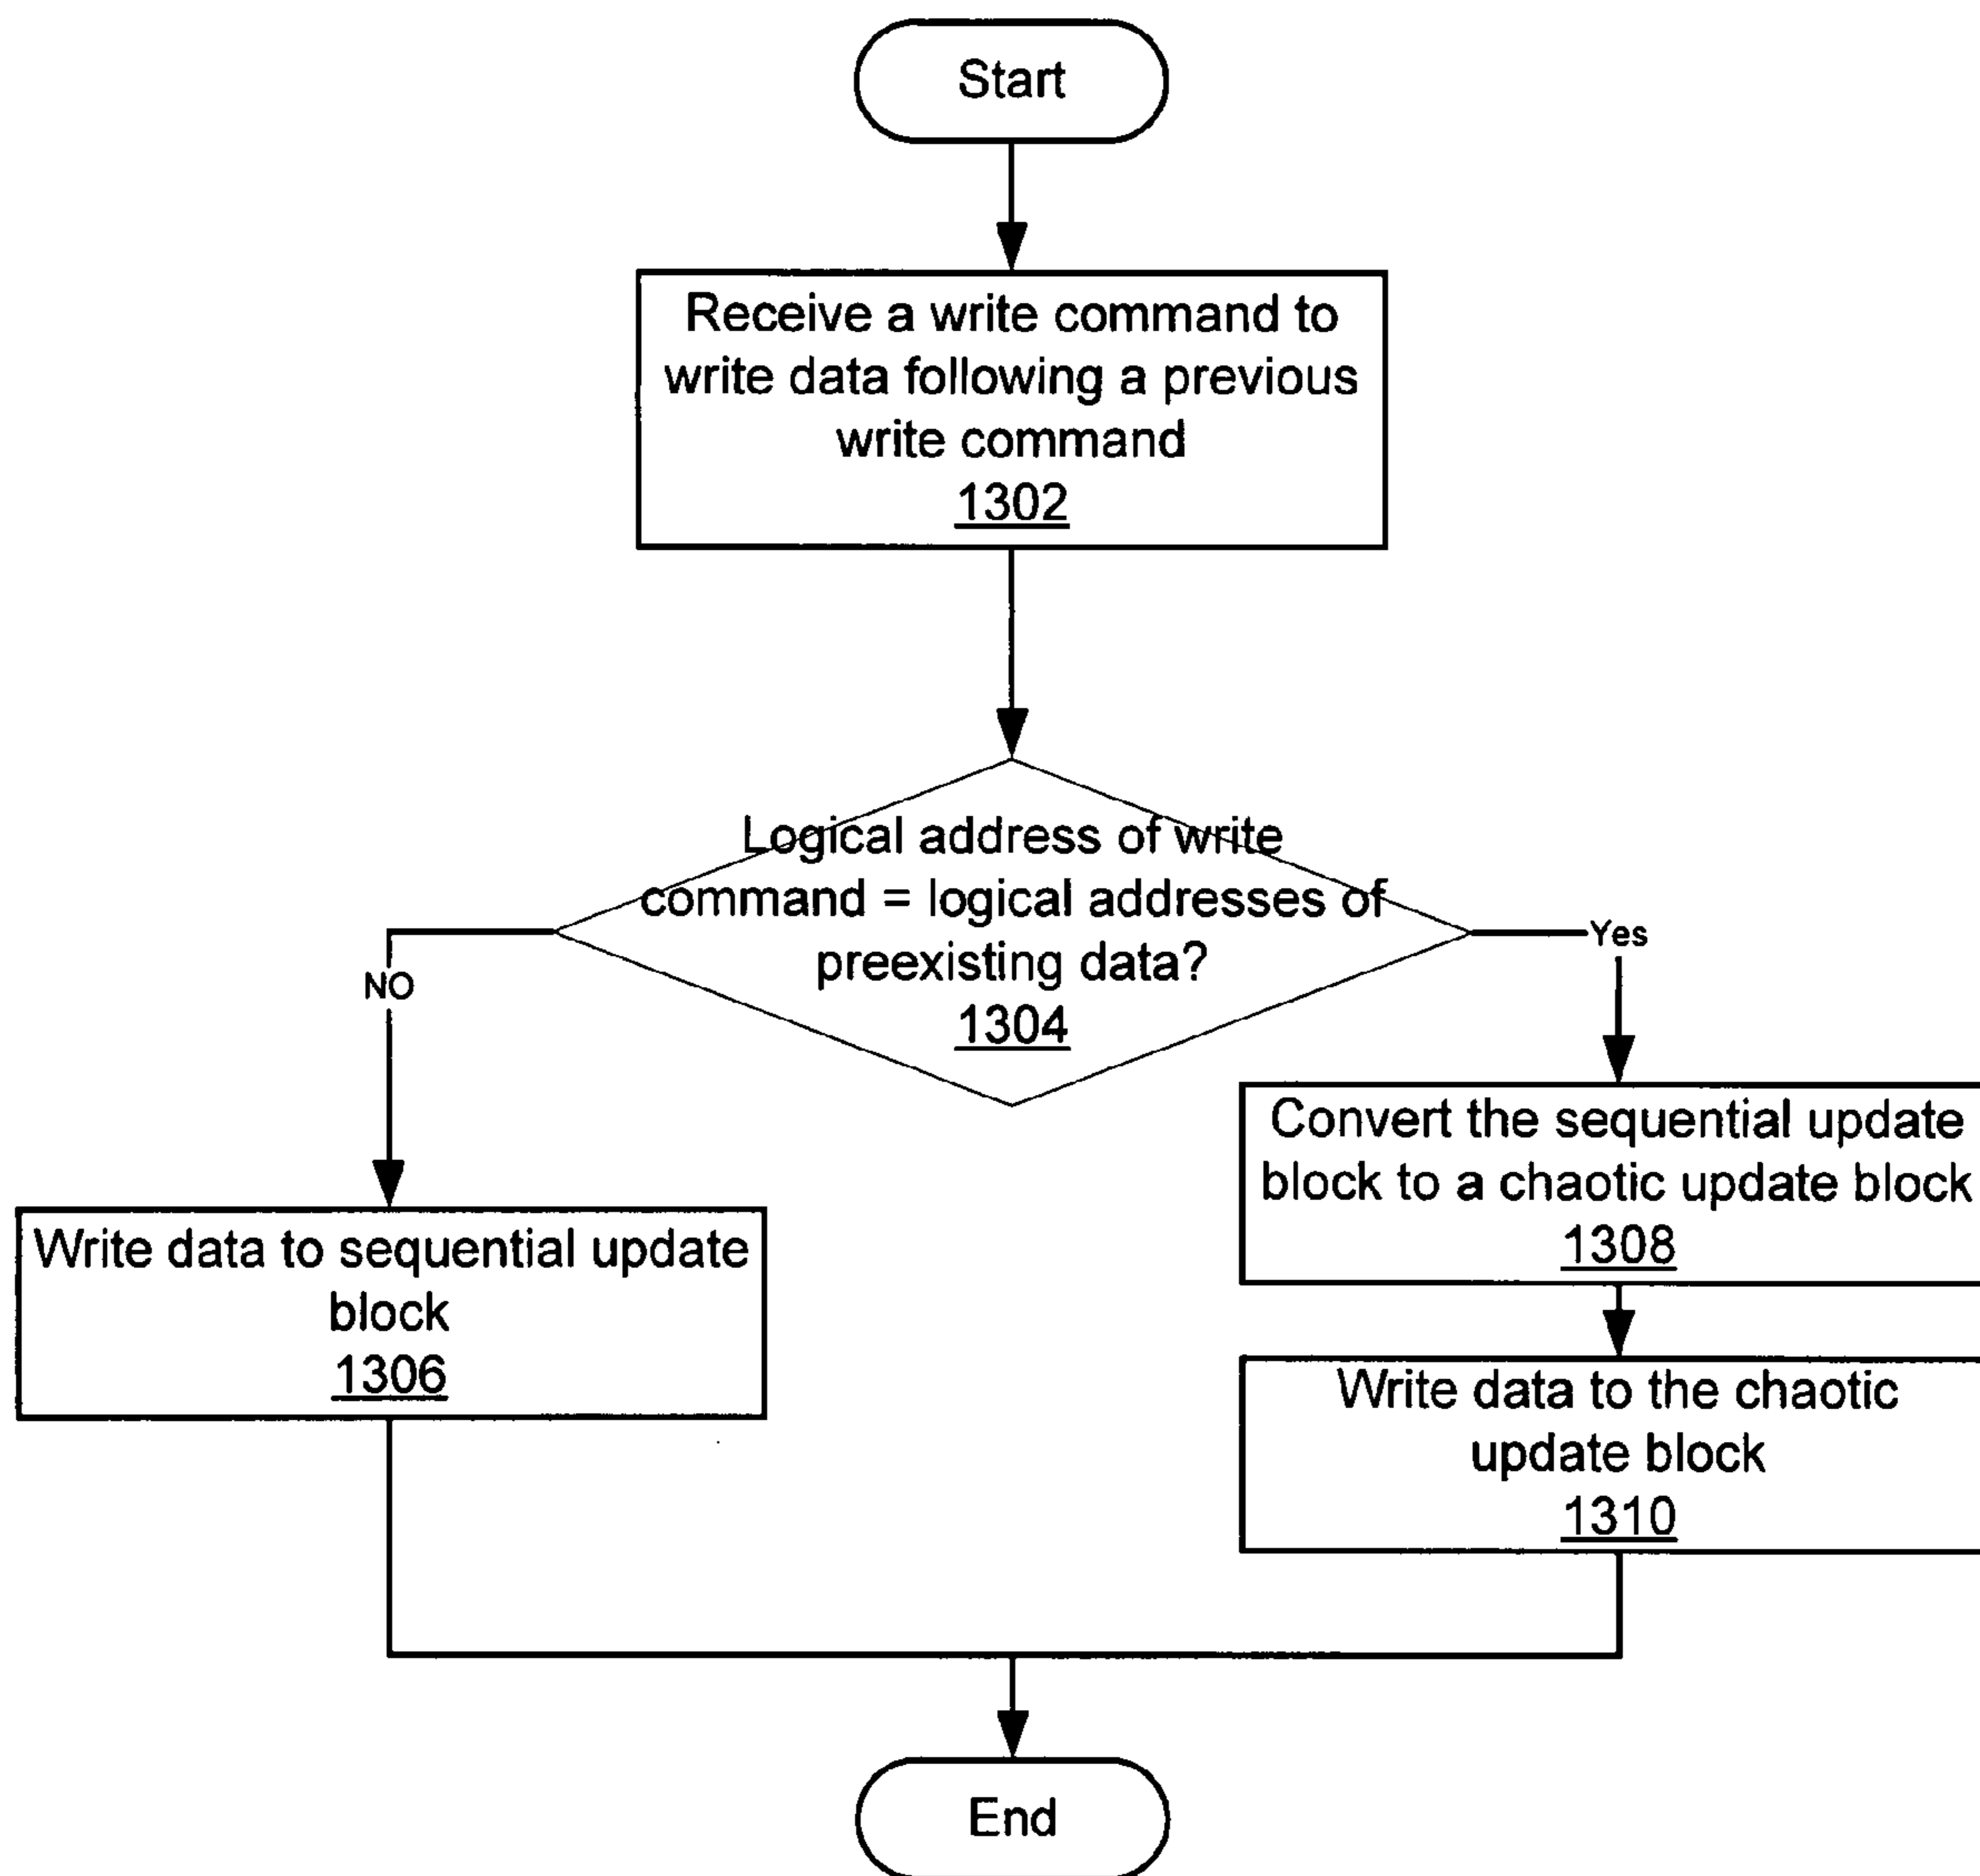 Start
Receive a write command to
write data following a previous
write command
1302
Logical address of write
command = logical addresses of
preexisting data?
1304
NO
Yes
Convert the sequential update
block to a chaotic update block
1308
Write data to sequential update
block
1306
Write data to the chaotic
update block
1310
End